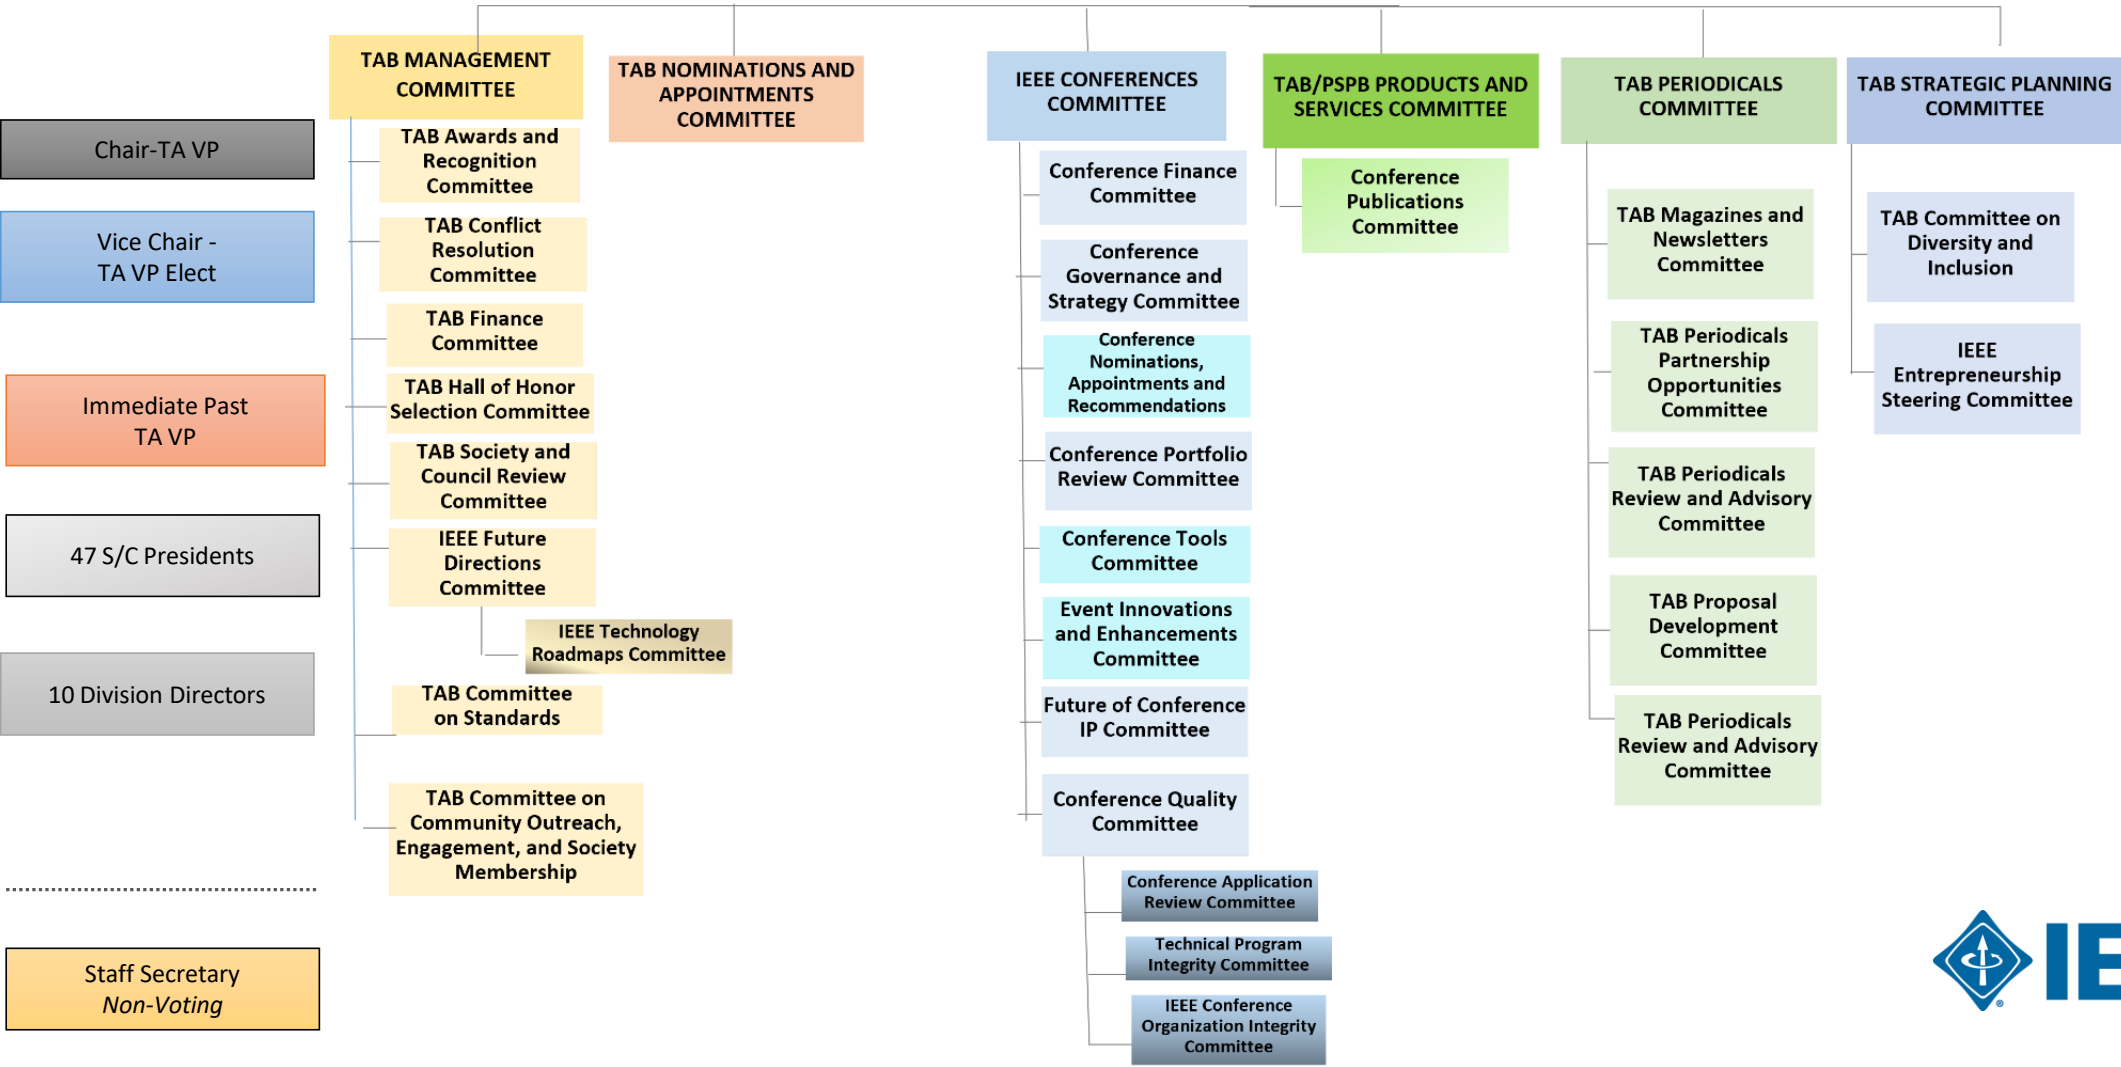 Chair-TA VP
Vice Chair -
TA VP Elect
Immediate Past
TA VP
47 S/C Presidents
10 Division Directors
Staff Secretary
Non-Voting
TAB MANAGEMENT
COMMITTEE
TAB Awards and
Recognition
Committee
TAB Conflict
Resolution
Committee
TAB Finance
Committee
TAB Hall of Honor
Selection Committee
TAB Society and
Council Review
Committee
IEEE Future
Directions
Committee
IEEE Technology
Roadmaps Committee
TAB Committee
on Standards
TAB Committee on
Community Outreach,
Engagement, and Society
Membership
TAB NOMINATIONS AND
APPOINTMENTS
COMMITTEE
IEEE CONFERENCES
COMMITTEE
Conference Finance
Committee
Conference
Governance and
Strategy Committee
Conference
Nominations,
Appointments and
Recommendations
Conference Portfolio
Review Committee
Conference Tools
Committee
Event Innovations
and Enhancements
Committee
Future of Conference
IP Committee
Conference Quality
Committee
Conference Application
Review Committee
Technical Program
Integrity Committee
IEEE Conference
Organization Integrity
Committee
TAB/PSPB PRODUCTS AND
SERVICES COMMITTEE
Conference
Publications
Committee
TAB PERIODICALS
COMMITTEE
TAB Magazines and
Newsletters
Committee
TAB Periodicals
Partnership
Opportunities
Committee
TAB Periodicals
Review and Advisory
Committee
TAB Proposal
Development
Committee
TAB Periodicals
Review and Advisory
Committee
TAB STRATEGIC PLANNING
COMMITTEE
TAB Committee on
Diversity and
Inclusion
IEEE
Entrepreneurship
Steering Committee
IE